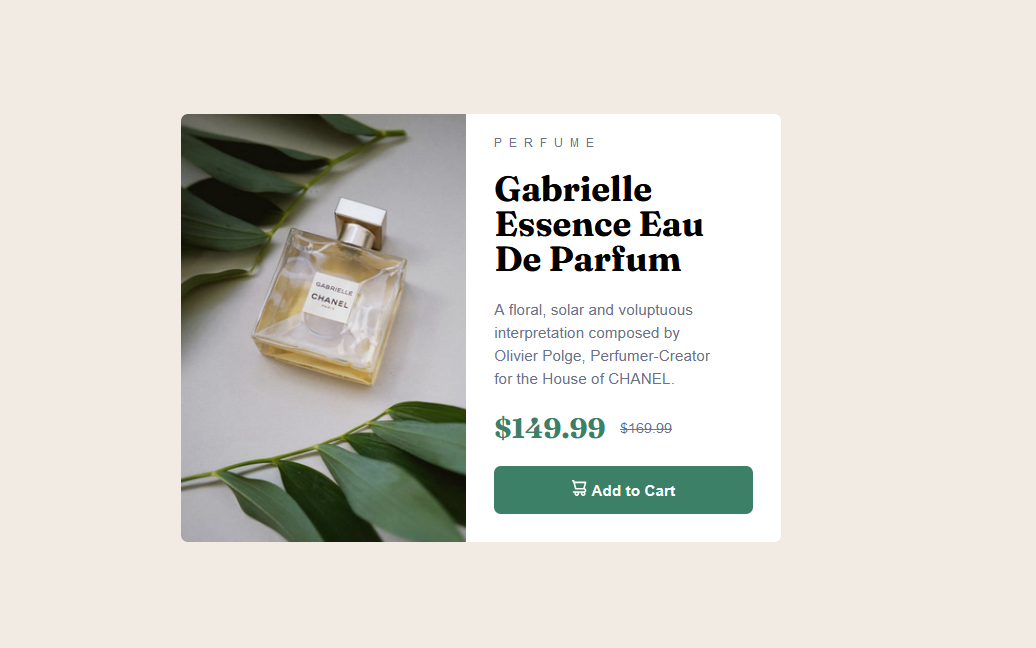 GABRIELLE
CHANEL
PERFUME
Gabrielle
Essence Eau
De Parfum
A floral, solar and voluptuous
interpretation composed by
Olivier Polge, Perfumer-Creator
for the House of CHANEL.
$149.99 $169.99
Add to Cart